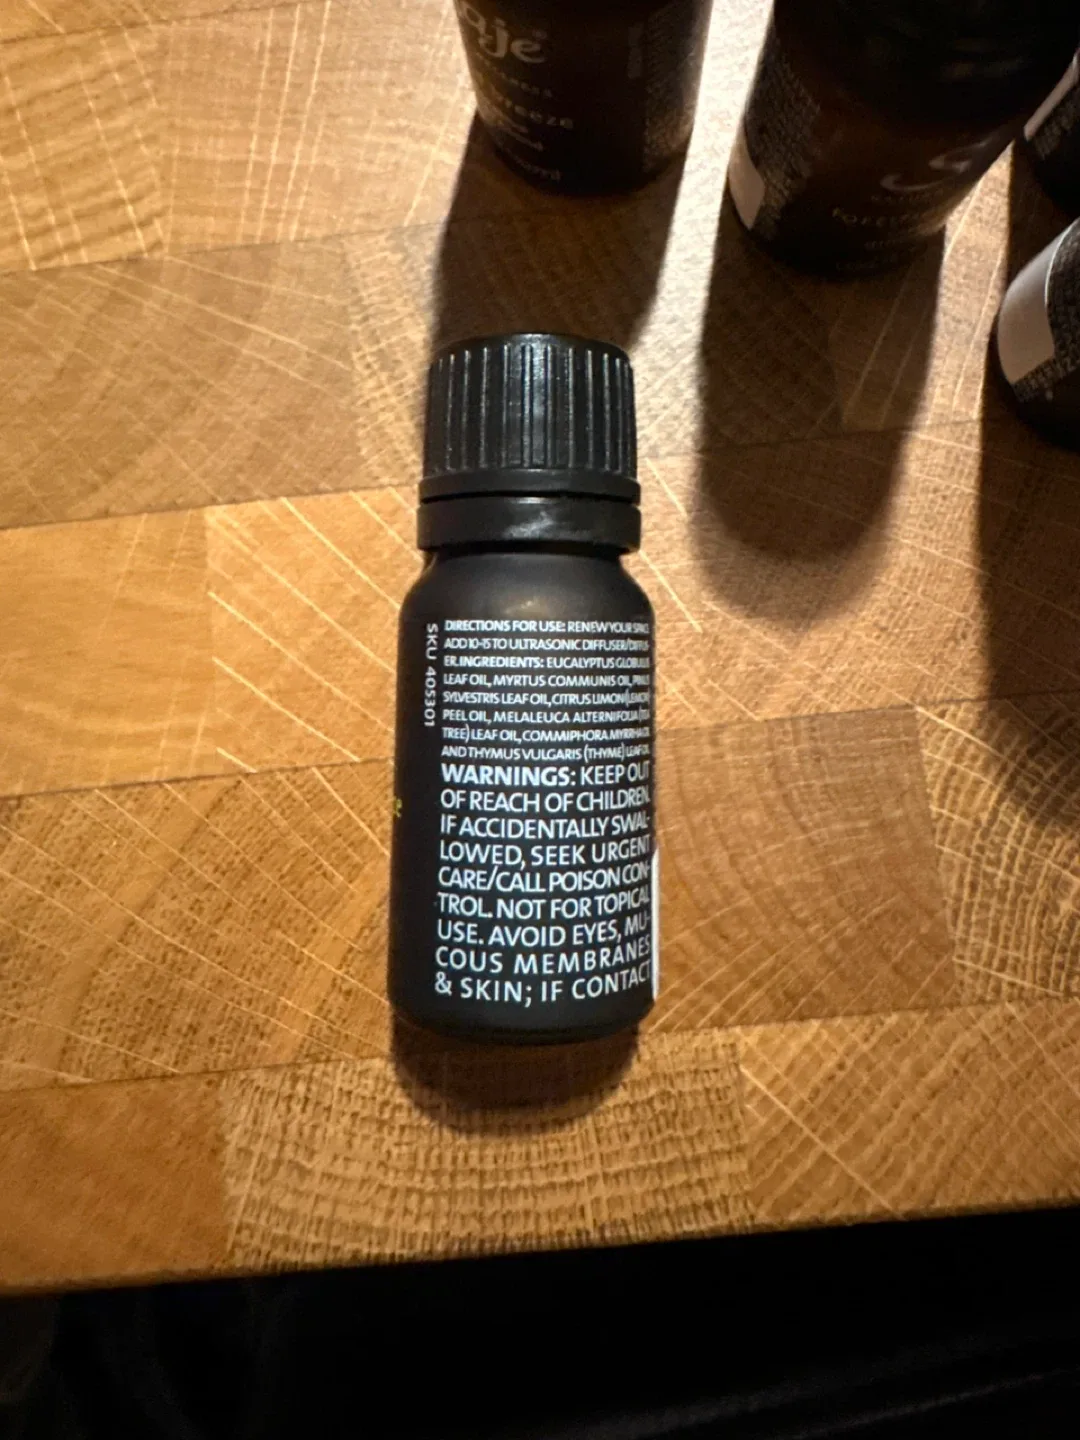 DIRECTIONS FOR USE: RENEW YOUR SPACE.
ADD 10-15 TO ULTRASONIC DIFFUSER/DIFFUS-
ER. INGREDIENTS: EUCALYPTUS GLOBULUS
LEAF OIL, MYRTUS COMMUNIS OIL, PINUS
SYLVESTRIS LEAF OIL, CITRUS LIMON (LEMON)
PEEL OIL, MELALEUCA ALTERNIFOLIA (TEA
TREE) LEAF OIL, COMMIPHORA MYRRHA OIL
AND THYMUS VULGARIS (THYME) LEAF OIL
WARNINGS: KEEP OUT
OF REACH OF CHILDREN.
IF ACCIDENTALLY SWAL-
LOWED, SEEK URGENT
CARE/CALL POISON CON-
TROL. NOT FOR TOPICAL
USE. AVOID EYES, MU-
COUS MEMBRANES
& SKIN; IF CONTACT
SKU 405301